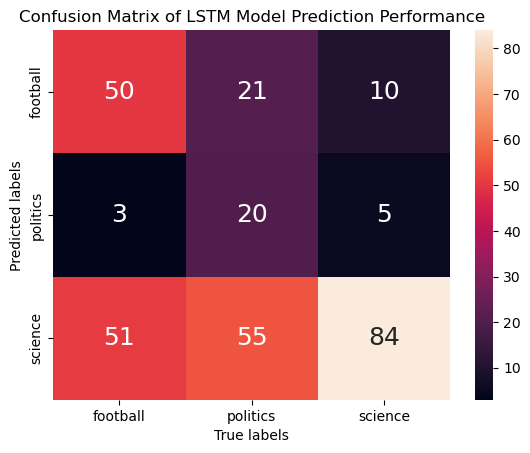 Confusion Matrix of LSTM Model Prediction Performance
football
50
21
10
politics
3
20
5
science
51
55
84
Predicted labels
football
politics
science
True labels
80
70
60
50
40
30
20
10